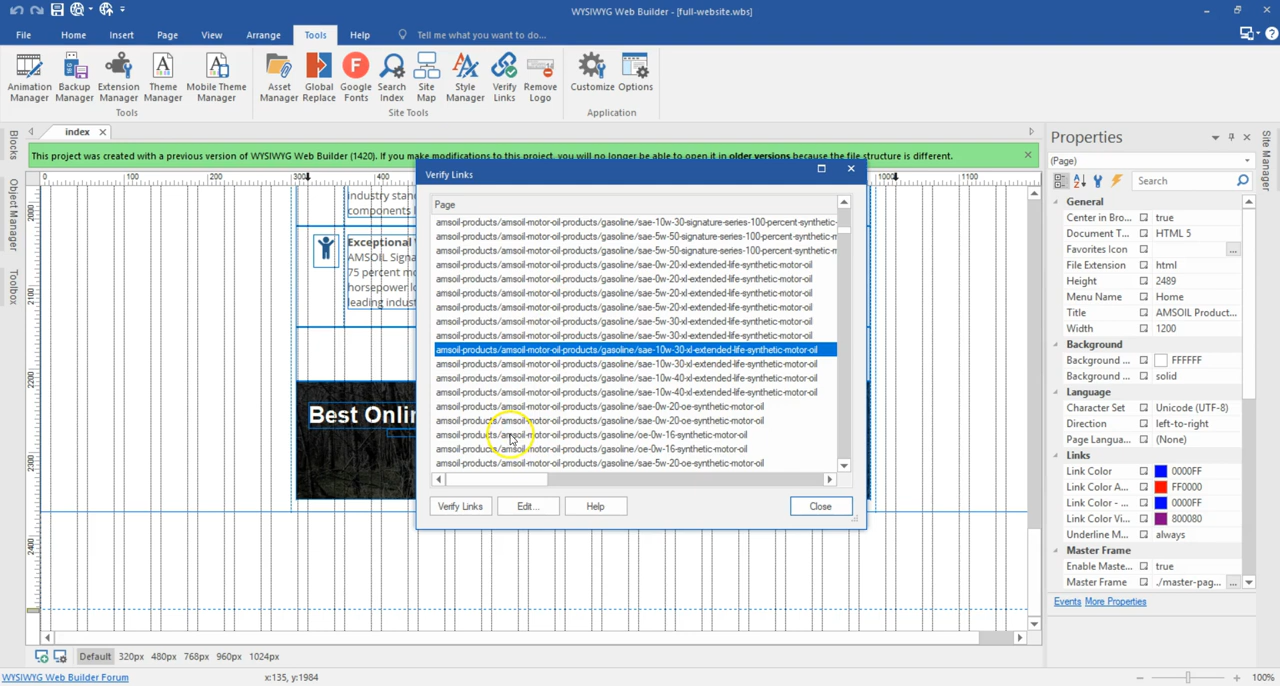 WYSIWYG Web Builder - [full-website.wbs]
File Home Insert Page View Arrange Tools Help Tell me what you want to do...
Animation Manager
Backup Manager
Extension Manager
Theme Manager
Mobile Theme Manager
Asset Manager
Global Replace
Google Fonts
Search Index
Site Map
Style Manager
Verify Links
Remove Logo
Customize
Options
Tools
Site Tools
Application
Blocks
Object Manager
Toolbox
index
This project was created with a previous version of WYSIWYG Web Builder (1420). If you make modifications to this project, you will no longer be able to open it in older versions because the file structure is different.
0 100 200 300 400 1000 1100
2000
2100
2200
2300
2400
industry stan
components l
Exceptional
AMSOIL Signa
75 percent mo
horsepower lo
leading indust
Best Onlin
Verify Links
Page
amsoil-products/amsoil-motor-oil-products/gasoline/sae-10w-30-signature-series-100-percent-synthetic-
amsoil-products/amsoil-motor-oil-products/gasoline/sae-5w-50-signature-series-100-percent-synthetic-m
amsoil-products/amsoil-motor-oil-products/gasoline/sae-5w-50-signature-series-100-percent-synthetic-m
amsoil-products/amsoil-motor-oil-products/gasoline/sae-0w-20-xl-extended-life-synthetic-motor-oil
amsoil-products/amsoil-motor-oil-products/gasoline/sae-0w-20-xl-extended-life-synthetic-motor-oil
amsoil-products/amsoil-motor-oil-products/gasoline/sae-5w-20-xl-extended-life-synthetic-motor-oil
amsoil-products/amsoil-motor-oil-products/gasoline/sae-5w-20-xl-extended-life-synthetic-motor-oil
amsoil-products/amsoil-motor-oil-products/gasoline/sae-5w-30-xl-extended-life-synthetic-motor-oil
amsoil-products/amsoil-motor-oil-products/gasoline/sae-5w-30-xl-extended-life-synthetic-motor-oil
amsoil-products/amsoil-motor-oil-products/gasoline/sae-10w-30-xl-extended-life-synthetic-motor-oil
amsoil-products/amsoil-motor-oil-products/gasoline/sae-10w-30-xl-extended-life-synthetic-motor-oil
amsoil-products/amsoil-motor-oil-products/gasoline/sae-10w-40-xl-extended-life-synthetic-motor-oil
amsoil-products/amsoil-motor-oil-products/gasoline/sae-10w-40-xl-extended-life-synthetic-motor-oil
amsoil-products/amsoil-motor-oil-products/gasoline/sae-0w-20-oe-synthetic-motor-oil
amsoil-products/amsoil-motor-oil-products/gasoline/sae-0w-20-oe-synthetic-motor-oil
amsoil-products/amsoil-motor-oil-products/gasoline/oe-0w-16-synthetic-motor-oil
amsoil-products/amsoil-motor-oil-products/gasoline/oe-0w-16-synthetic-motor-oil
amsoil-products/amsoil-motor-oil-products/gasoline/sae-5w-20-oe-synthetic-motor-oil
Verify Links Edit... Help Close
Properties
(Page)
Search
Site Manager
General
Center in Bro... true
Document T... HTML 5
Favorites Icon ...
File Extension html
Height 2489
Menu Name Home
Title AMSOIL Product...
Width 1200
Background
Background ... FFFFFF
Background ... solid
Language
Character Set Unicode (UTF-8)
Direction left-to-right
Page Langua... (None)
Links
Link Color 0000FF
Link Color A... FF0000
Link Color - ... 0000FF
Link Color Vi... 800080
Underline M... always
Master Frame
Enable Maste... true
Master Frame ./master-pag... ...
Events More Properties
Default 320px 480px 768px 960px 1024px
WYSIWYG Web Builder Forum x:135, y:1984 100%